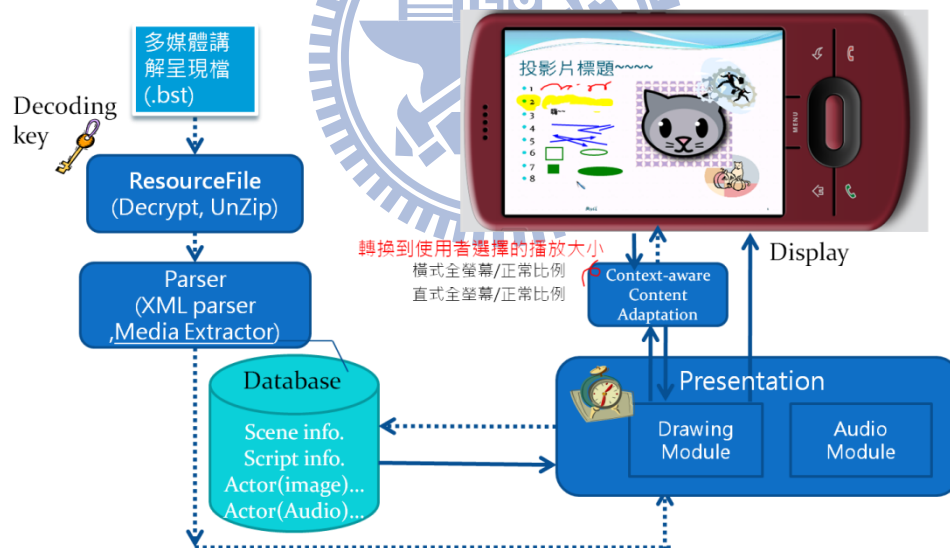 多媒體講
解呈現檔
(.bst)
Decoding
key
ResourceFile
(Decrypt, UnZip)
Parser
(XML parser
,Media Extractor)
Database
Scene info.
Script info.
Actor(image)...
Actor(Audio)...
投影片標題~~~~
1
2
3
4
5
6
7
8
MENU
轉換到使用者選擇的播放大小
橫式全螢幕/正常比例
直式全螢幕/正常比例
Context-aware
Content
Adaptation
Display
Presentation
Drawing
Module
Audio
Module